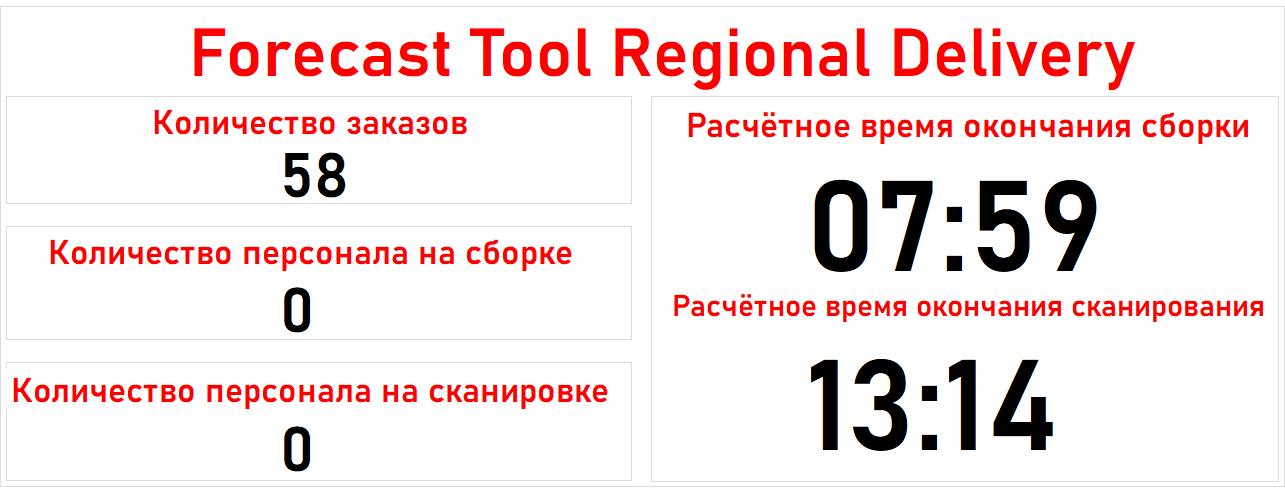 Forecast Tool Regional Delivery
Количество заказов
58
Количество персонала на сборке
0
Количество персонала на сканировке
0
Расчётное время окончания сборки
07:59
Расчётное время окончания сканирования
13:14